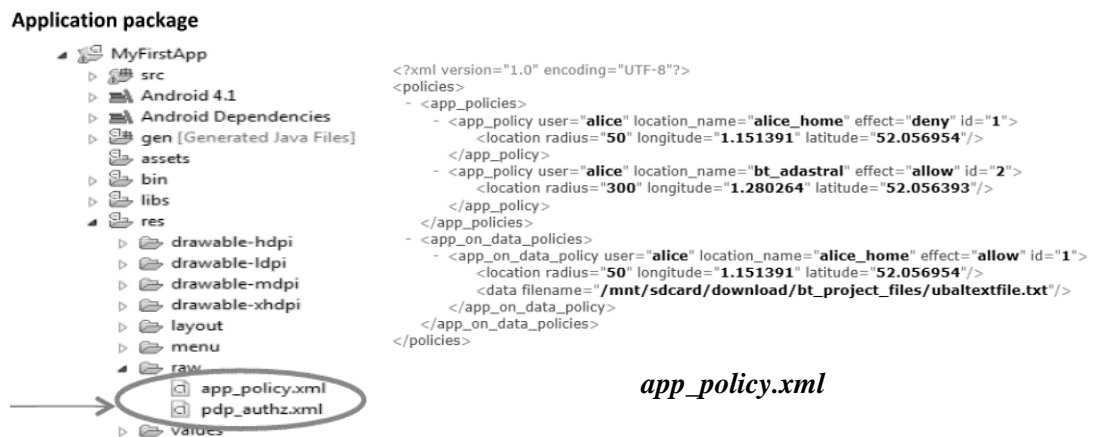 Application package
MyFirstApp
src
Android 4.1
Android Dependencies
gen [Generated Java Files]
assets
bin
libs
res
drawable-hdpi
drawable-ldpi
drawable-mdpi
drawable-xhdpi
layout
menu
raw
app_policy.xml
pdp_authz.xml
values
<?xml version="1.0" encoding="UTF-8"?>
<policies>
- <app_policies>
- <app_policy user="alice" location_name="alice_home" effect="deny" id="1">
<location radius="50" longitude="1.151391" latitude="52.056954"/>
</app_policy>
- <app_policy user="alice" location_name="bt_adastral" effect="allow" id="2">
<location radius="300" longitude="1.280264" latitude="52.056393"/>
</app_policy>
</app_policies>
- <app_on_data_policies>
- <app_on_data_policy user="alice" location_name="alice_home" effect="allow" id="1">
<location radius="50" longitude="1.151391" latitude="52.056954"/>
<data filename="/mnt/sdcard/download/bt_project_files/ubaltextfile.txt"/>
</app_on_data_policy>
</app_on_data_policies>
</policies>
app_policy.xml